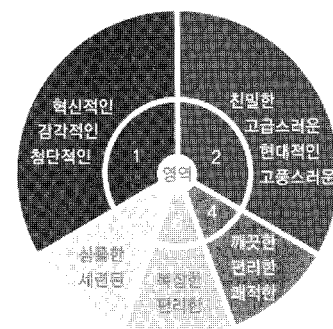 혁신적인
감각적인
첨단적인
1
친밀한
고급스러운
현대적인
고풍스러운
2
영역
4
깨끗한
편리한
쾌적한
심플한
세련된
복잡한
편리한